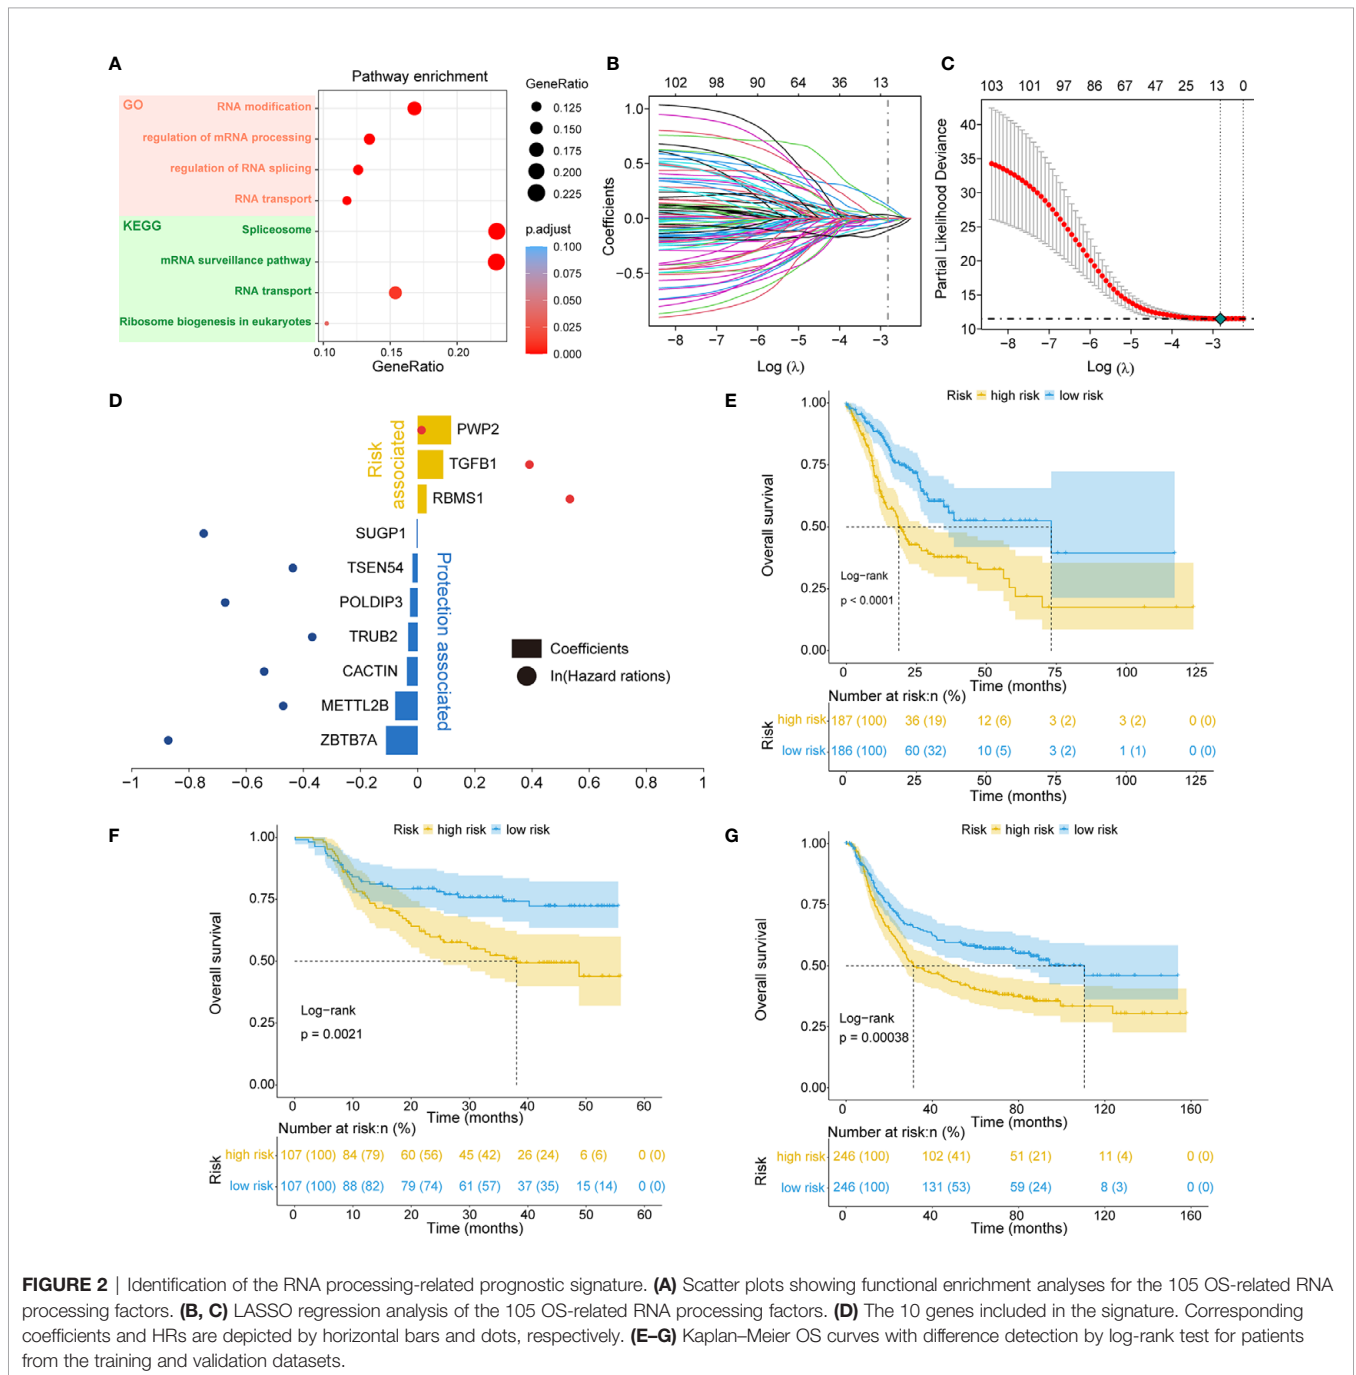 A
Pathway enrichment
GO
RNA modification
regulation of mRNA processing
regulation of RNA splicing
RNA transport
KEGG
Spliceosome
mRNA surveillance pathway
RNA transport
Ribosome biogenesis in eukaryotes
0.10 0.15 0.20
GeneRatio
GeneRatio
0.125
0.150
0.175
0.200
0.225
p.adjust
0.100
0.075
0.050
0.025
0.000
B
102 98 90 64 36 13
Coefficients
1.0
0.5
0.0
−0.5
−8 −7 −6 −5 −4 −3
Log (λ)
C
103 101 97 86 67 47 25 13 0
Partial Likelihood Deviance
40
35
30
25
20
15
10
−8 −7 −6 −5 −4 −3
Log (λ)
D
Risk associated
PWP2
TGFB1
RBMS1
SUGP1
TSEN54
POLDIP3
TRUB2
CACTIN
METTL2B
ZBTB7A
Protection associated
Coefficients
ln(Hazard rations)
−1 −0.8 −0.6 −0.4 −0.2 0 0.2 0.4 0.6 0.8 1
E
Risk high risk low risk
Overall survival
1.00
0.75
0.50
0.25
0.00
Log−rank
p < 0.0001
0 25 50 75 100 125
Time (months)
Number at risk:n (%)
Risk
high risk 187 (100) 36 (19) 12 (6) 3 (2) 3 (2) 0 (0)
low risk 186 (100) 60 (32) 10 (5) 3 (2) 1 (1) 0 (0)
0 25 50 75 100 125
Time (months)
F
Risk high risk low risk
Overall survival
1.00
0.75
0.50
0.25
0.00
Log−rank
p = 0.0021
0 10 20 30 40 50 60
Time (months)
Number at risk:n (%)
Risk
high risk 107 (100) 84 (79) 60 (56) 45 (42) 26 (24) 6 (6) 0 (0)
low risk 107 (100) 88 (82) 79 (74) 61 (57) 37 (35) 15 (14) 0 (0)
0 10 20 30 40 50 60
Time (months)
G
Risk high risk low risk
Overall survival
1.00
0.75
0.50
0.25
0.00
Log−rank
p = 0.00038
0 40 80 120 160
Time (months)
Number at risk:n (%)
Risk
high risk 246 (100) 102 (41) 51 (21) 11 (4) 0 (0)
low risk 246 (100) 131 (53) 59 (24) 8 (3) 0 (0)
0 40 80 120 160
Time (months)
FIGURE 2 | Identification of the RNA processing-related prognostic signature. (A) Scatter plots showing functional enrichment analyses for the 105 OS-related RNA
processing factors. (B, C) LASSO regression analysis of the 105 OS-related RNA processing factors. (D) The 10 genes included in the signature. Corresponding
coefficients and HRs are depicted by horizontal bars and dots, respectively. (E–G) Kaplan–Meier OS curves with difference detection by log-rank test for patients
from the training and validation datasets.